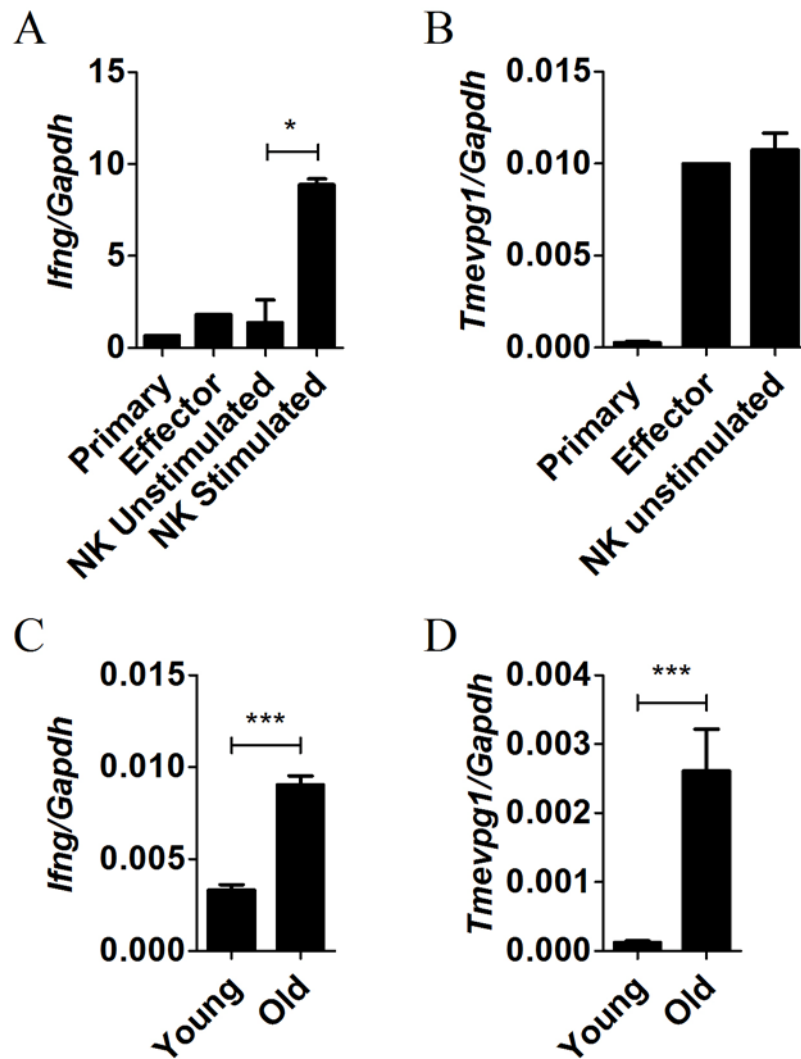 A
Ifng/Gapdh
15
10
5
0
*
Primary
Effector
NK Unstimulated
NK Stimulated
B
Tmevpg1/Gapdh
0.015
0.010
0.005
0.000
Primary
Effector
NK unstimulated
C
Ifng/Gapdh
0.015
0.010
0.005
0.000
***
Young
Old
D
Tmevpg1/Gapdh
0.004
0.003
0.002
0.001
0.000
***
Young
Old